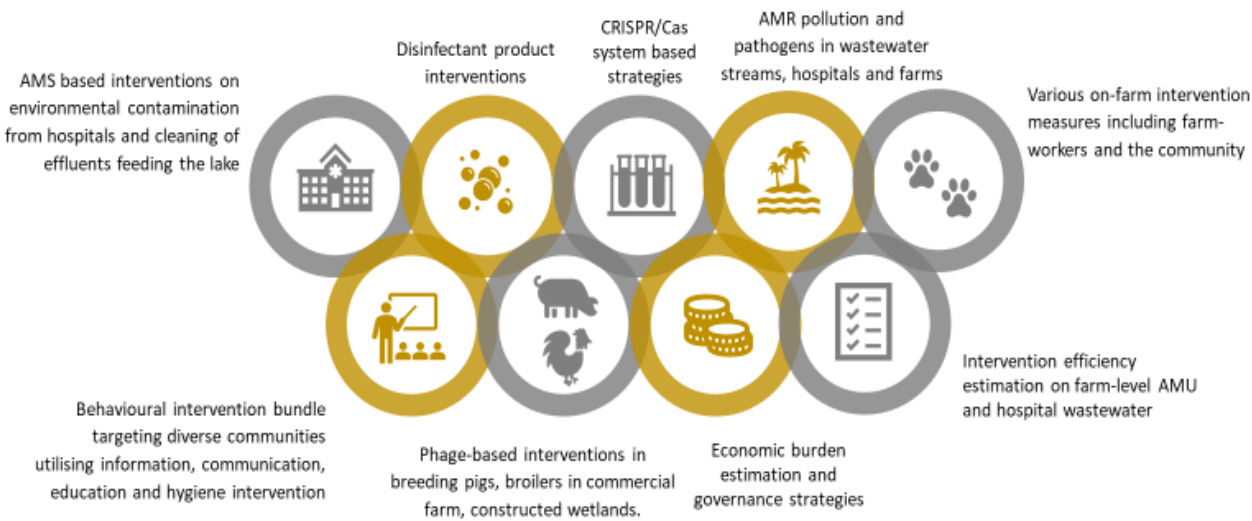 AMS based interventions on
environmental contamination
from hospitals and cleaning of
effluents feeding the lake
Disinfectant product
interventions
CRISPR/Cas
system based
strategies
AMR pollution and
pathogens in wastewater
streams, hospitals and farms
Various on-farm intervention
measures including farm-
workers and the community
Behavioural intervention bundle
targeting diverse communities
utilising information, communication,
education and hygiene intervention
Phage-based interventions in
breeding pigs, broilers in commercial
farm, constructed wetlands.
Economic burden
estimation and
governance strategies
Intervention efficiency
estimation on farm-level AMU
and hospital wastewater